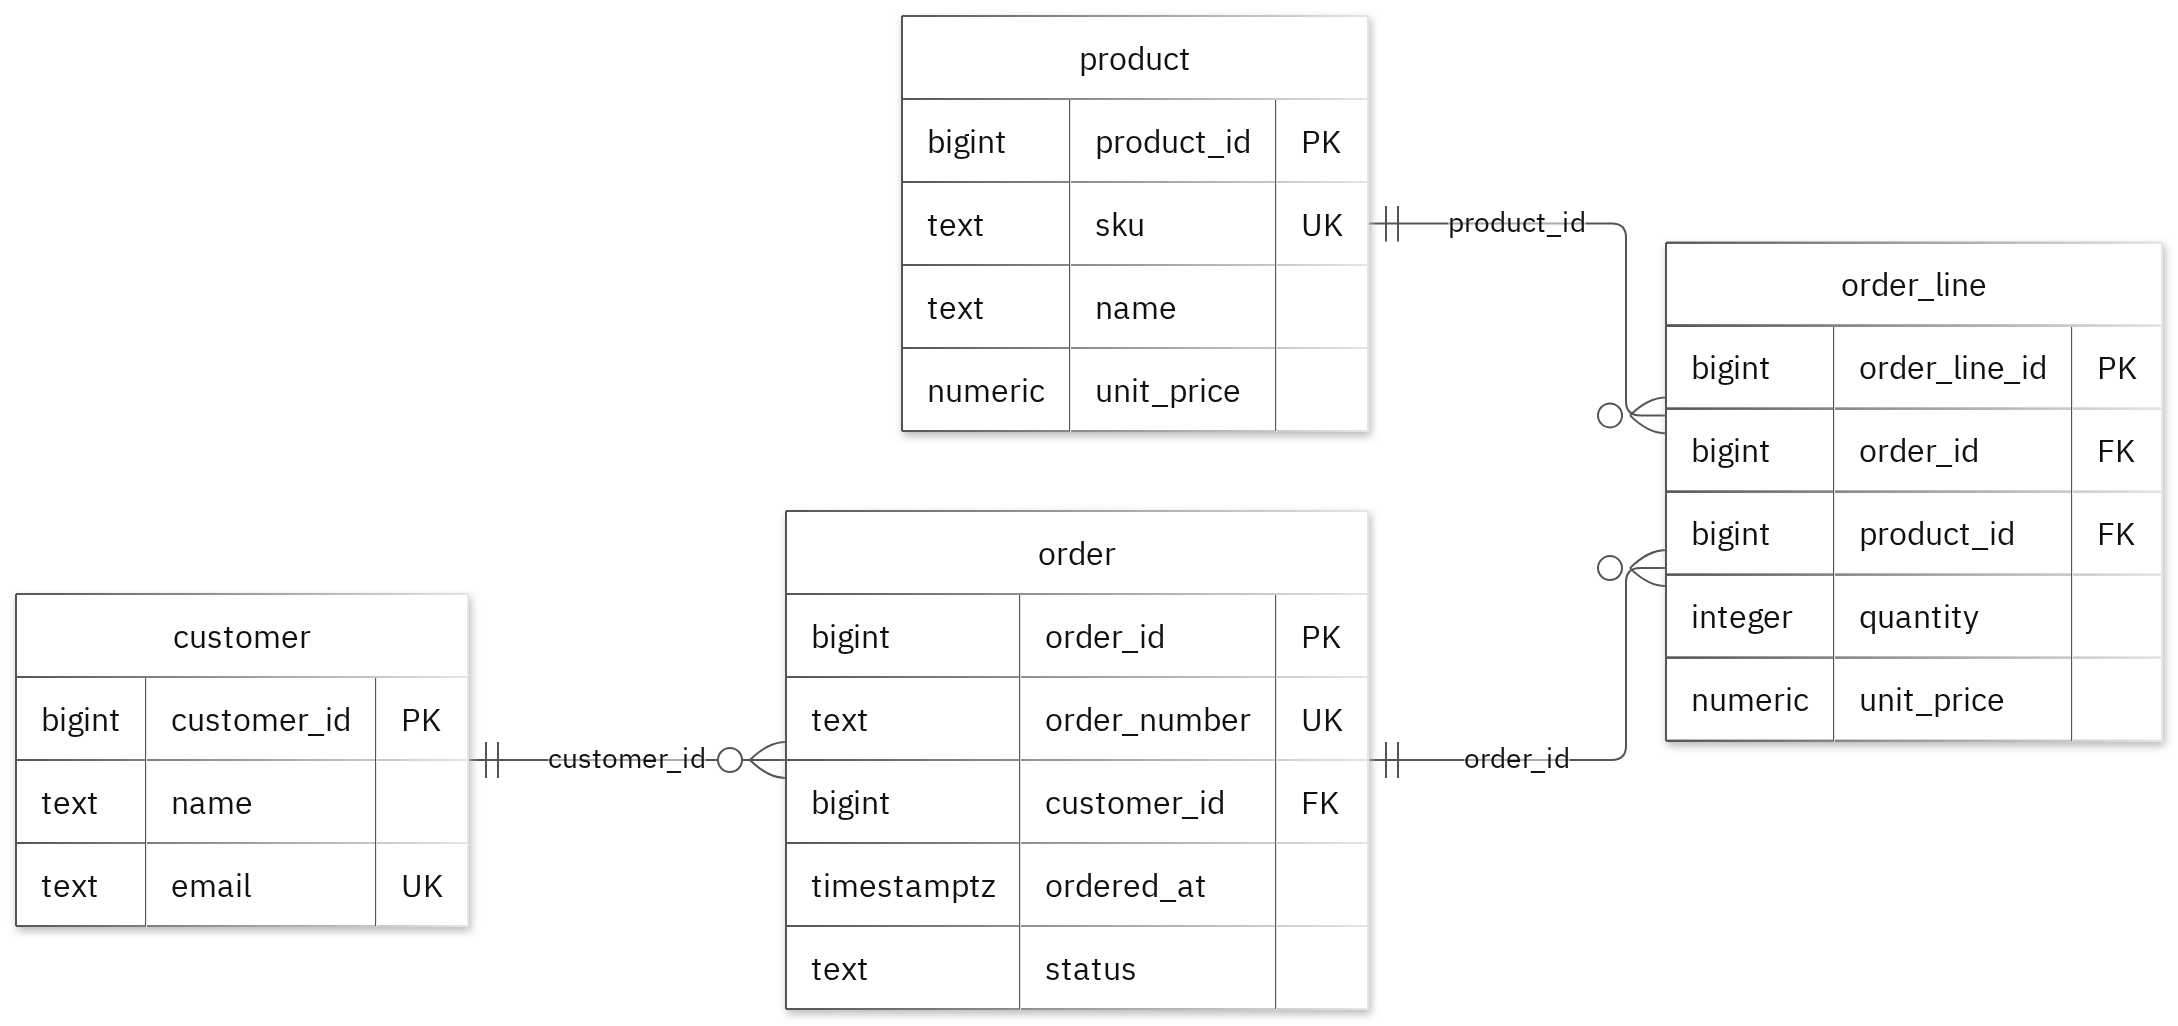 product
bigint product_id PK
text sku UK
text name
numeric unit_price
product_id
order_line
bigint order_line_id PK
bigint order_id FK
bigint product_id FK
integer quantity
numeric unit_price
order
bigint order_id PK
text order_number UK
bigint customer_id FK
timestamptz ordered_at
text status
order_id
customer
bigint customer_id PK
text name
text email UK
customer_id